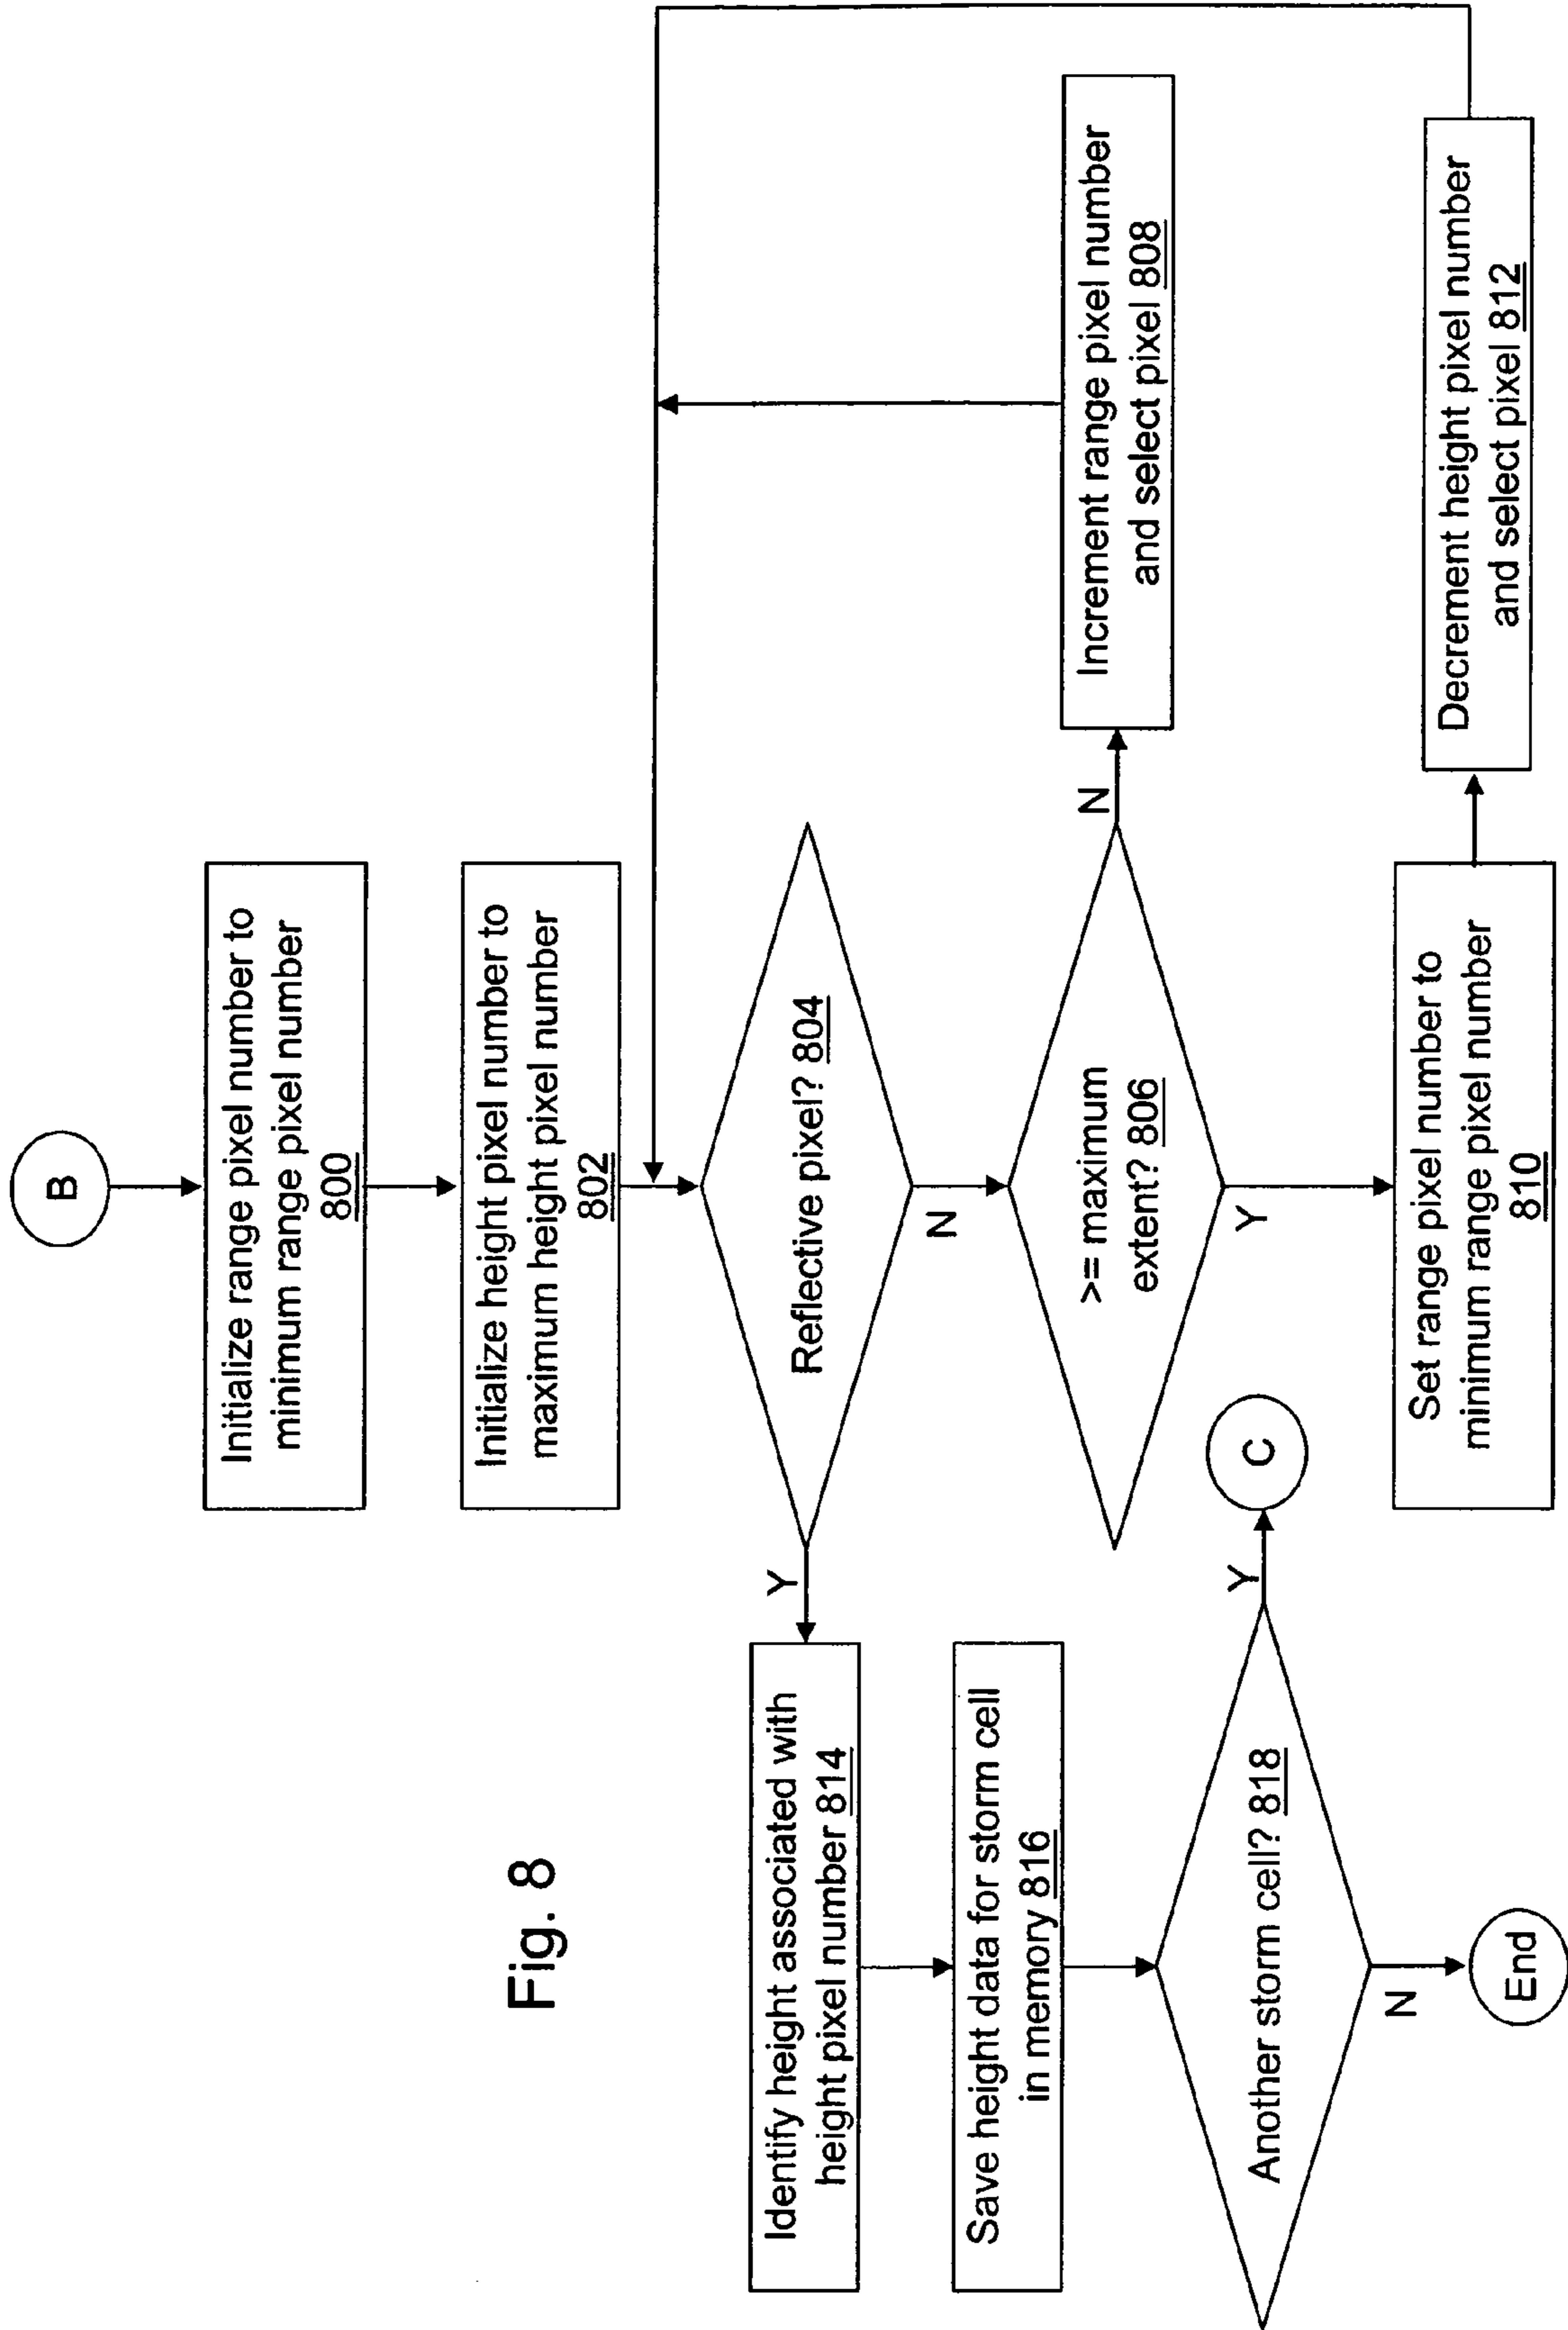 B
Initialize range pixel number to
minimum range pixel number
800
Initialize height pixel number to
maximum height pixel number
802
Reflective pixel? 804
Y
N
>= maximum
extent? 806
N
Y
Increment range pixel number
and select pixel 808
Set range pixel number to
minimum range pixel number
810
Decrement height pixel number
and select pixel 812
Identify height associated with
height pixel number 814
Save height data for storm cell
in memory 816
Another storm cell? 818
Y
C
N
End
Fig. 8